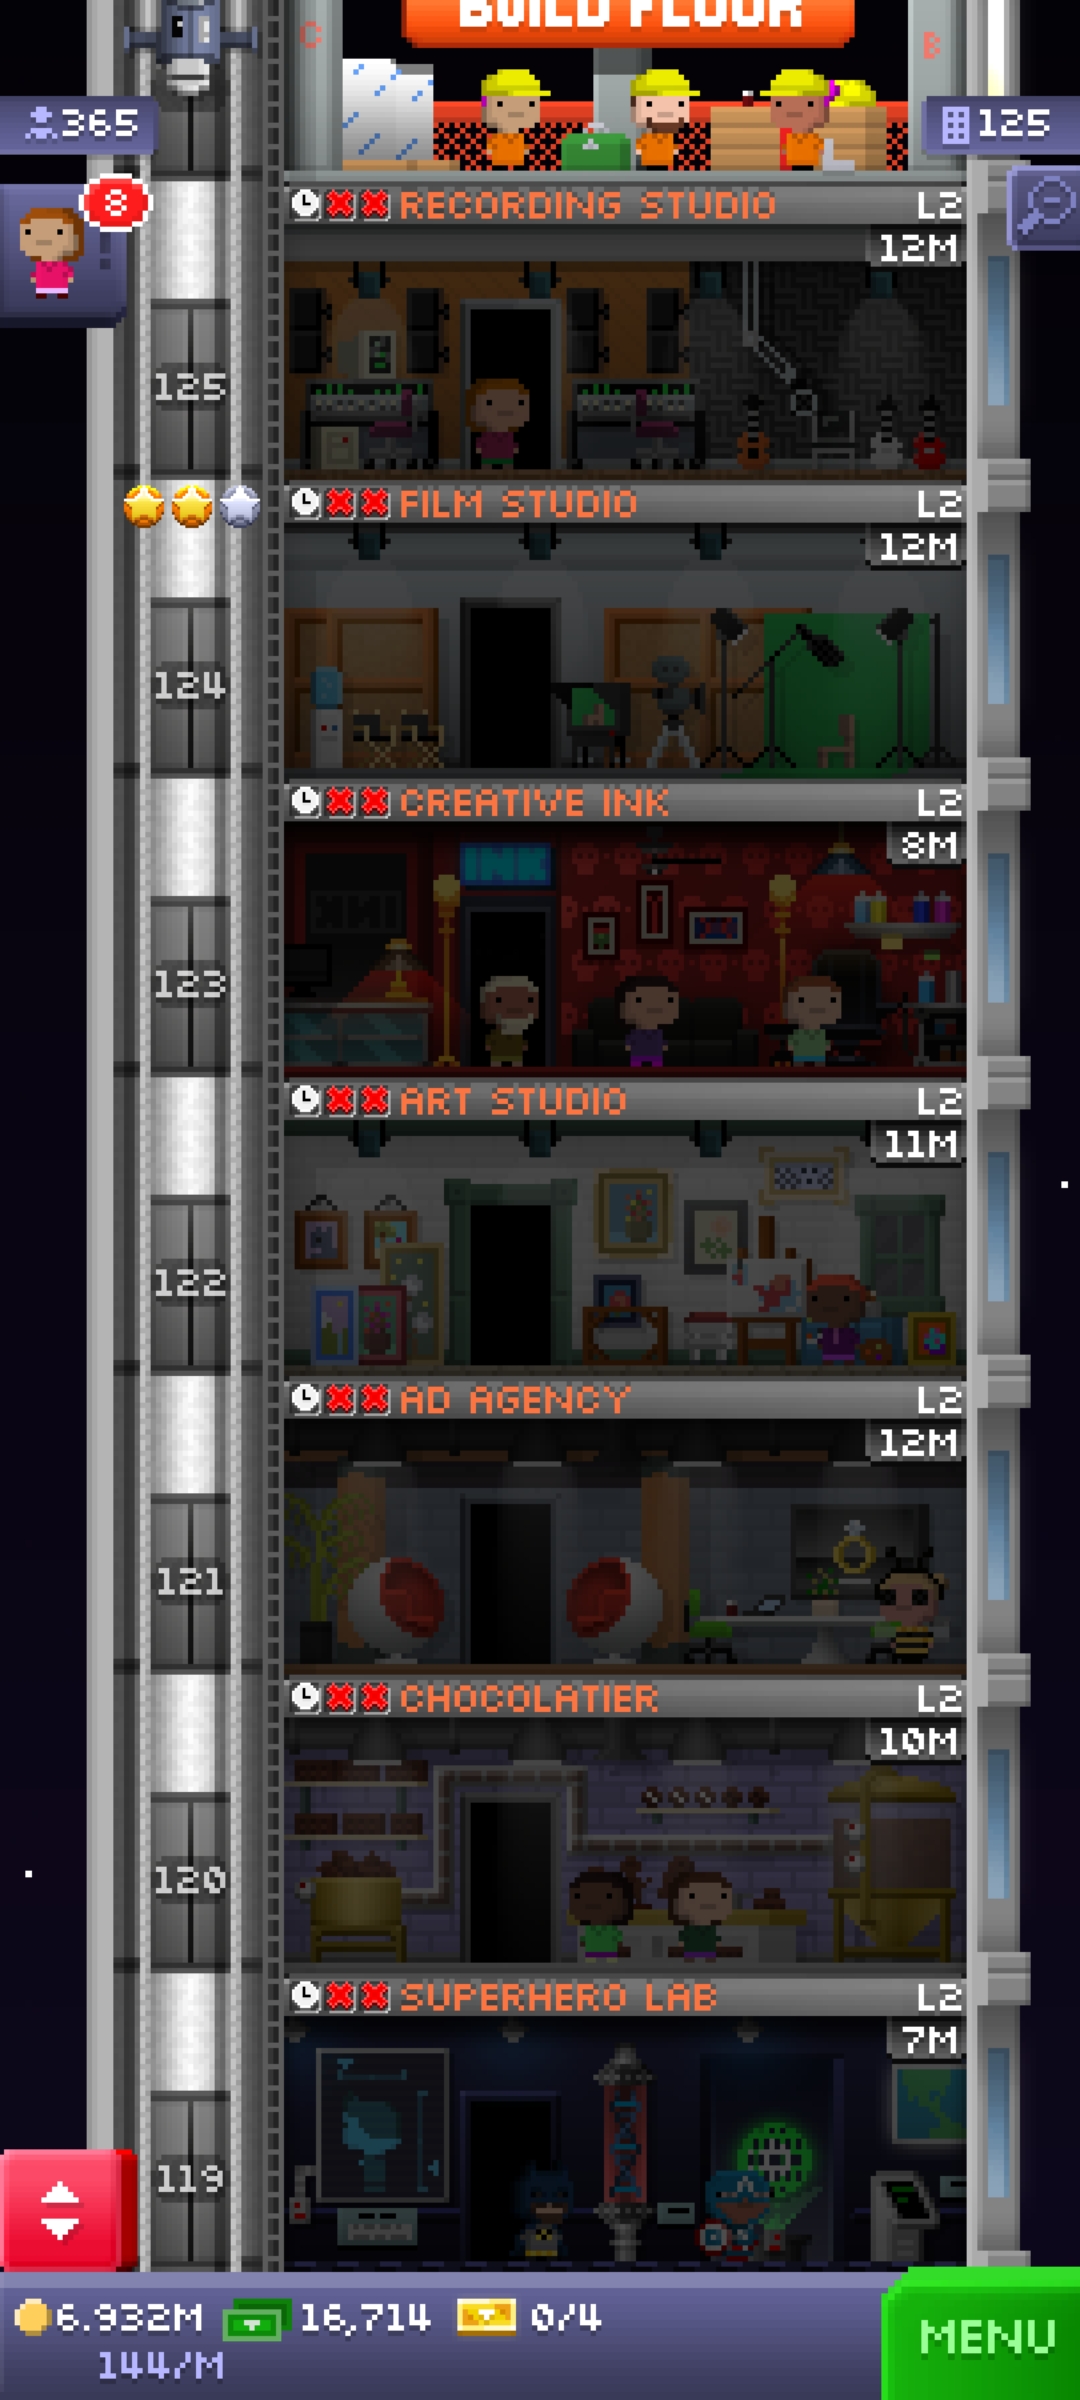 BUILD FLOOR
C
B
365
125
8
RECORDING STUDIO
L2
12M
125
FILM STUDIO
L2
12M
124
CREATIVE INK
L2
8M
INK
INK
123
ART STUDIO
L2
11M
122
AD AGENCY
L2
12M
121
CHOCOLATIER
L2
10M
120
SUPERHERO LAB
L2
7M
119
6.932M
16,714
0/4
144/M
MENU